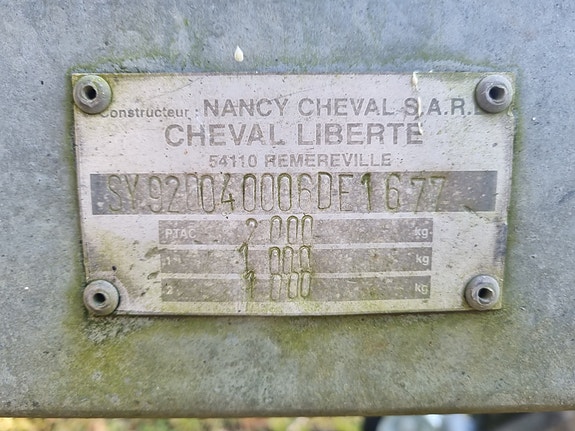 Constructeur : NANCY CHEVAL S.A.R.L
CHEVAL LIBERTE
54110 REMEREVILLE
SY920040006DE1677
PTAC 2 000 kg
1 1 000 kg
2 1 000 kg